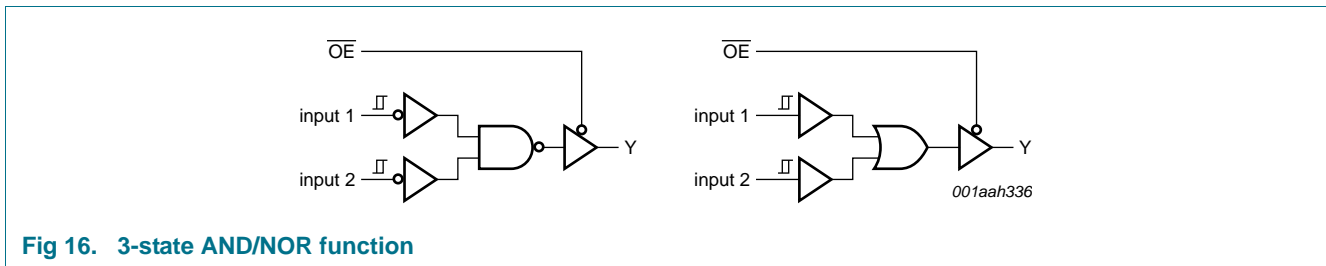 OE
OE
input 1
Y
input 1
Y
input 2
input 2
001aah336
Fig 16. 3-state AND/NOR function